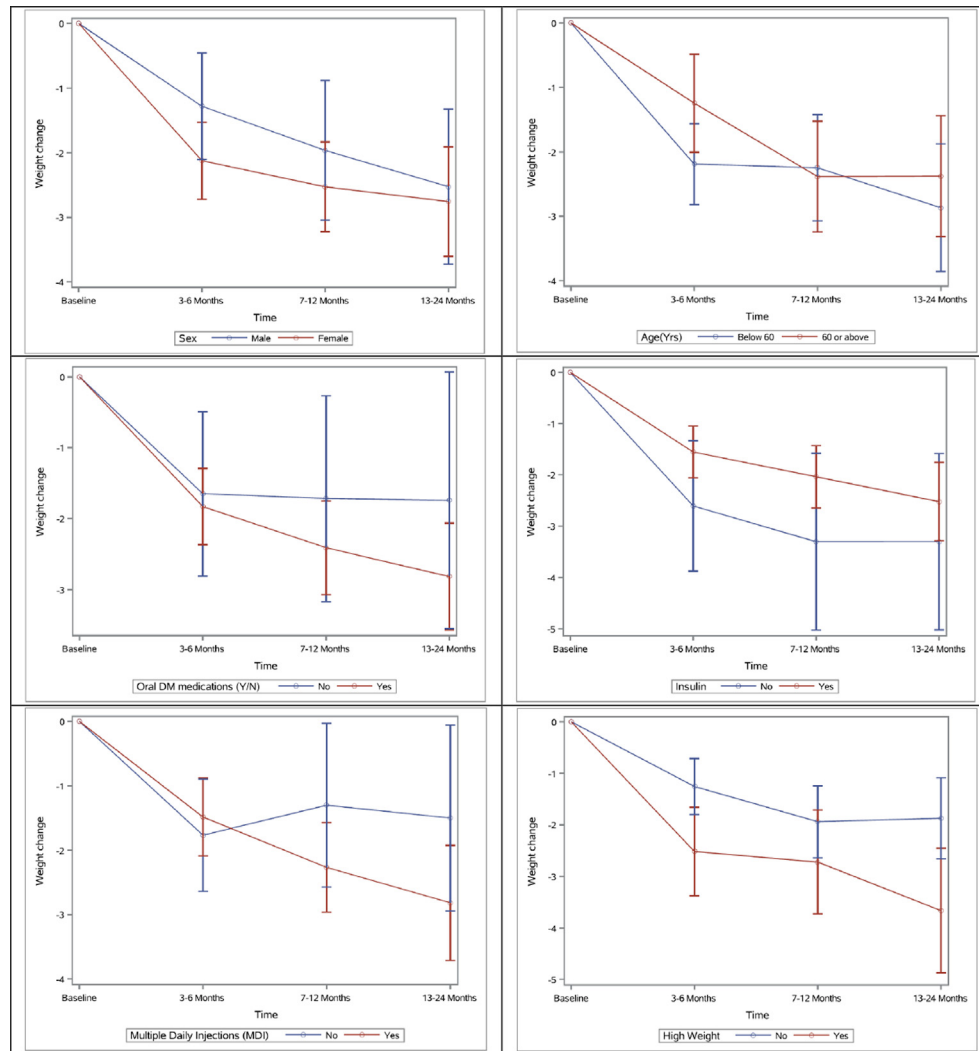 0
-1
-2
-3
-4
Weight change
Baseline
3-6 Months
7-12 Months
13-24 Months
Time
Sex
Male
Female
0
-1
-2
-3
-4
Weight change
Baseline
3-6 Months
7-12 Months
13-24 Months
Time
Age(Yrs)
Below 60
60 or above
0
-1
-2
-3
Weight change
Baseline
3-6 Months
7-12 Months
13-24 Months
Time
Oral DM medications (Y/N)
No
Yes
0
-1
-2
-3
-4
-5
Weight change
Baseline
3-6 Months
7-12 Months
13-24 Months
Time
Insulin
No
Yes
0
-1
-2
-3
-4
Weight change
Baseline
3-6 Months
7-12 Months
13-24 Months
Time
Multiple Daily Injections (MDI)
No
Yes
0
-1
-2
-3
-4
-5
Weight change
Baseline
3-6 Months
7-12 Months
13-24 Months
Time
High Weight
No
Yes